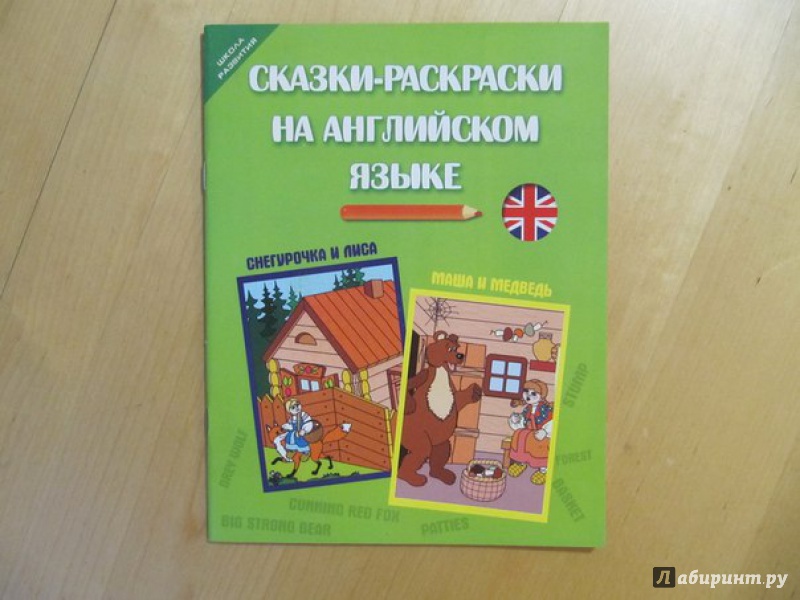 ШКОЛА
РАЗВИТИЯ
СКАЗКИ-РАСКРАСКИ
НА АНГЛИЙСКОМ
ЯЗЫКЕ
СНЕГУРОЧКА И ЛИСА
МАША И МЕДВЕДЬ
STUMP
GREY WOLF
FOREST
BASKET
CUNNING RED FOX
BIG STRONG BEAR
PATTIES
Лабиринт.ру